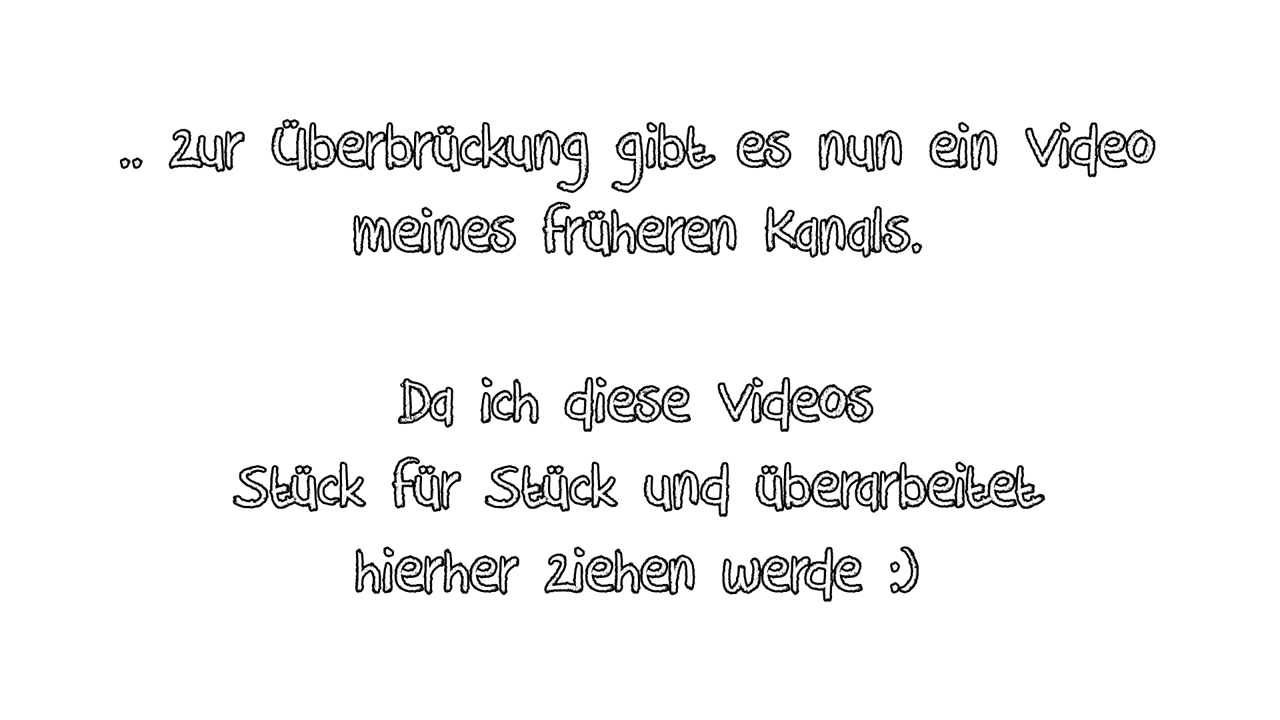 .. zur Überbrückung gibt es nun ein Video
meines früheren Kanals.
Da ich diese Videos
Stück für Stück und überarbeitet
hierher ziehen werde :)